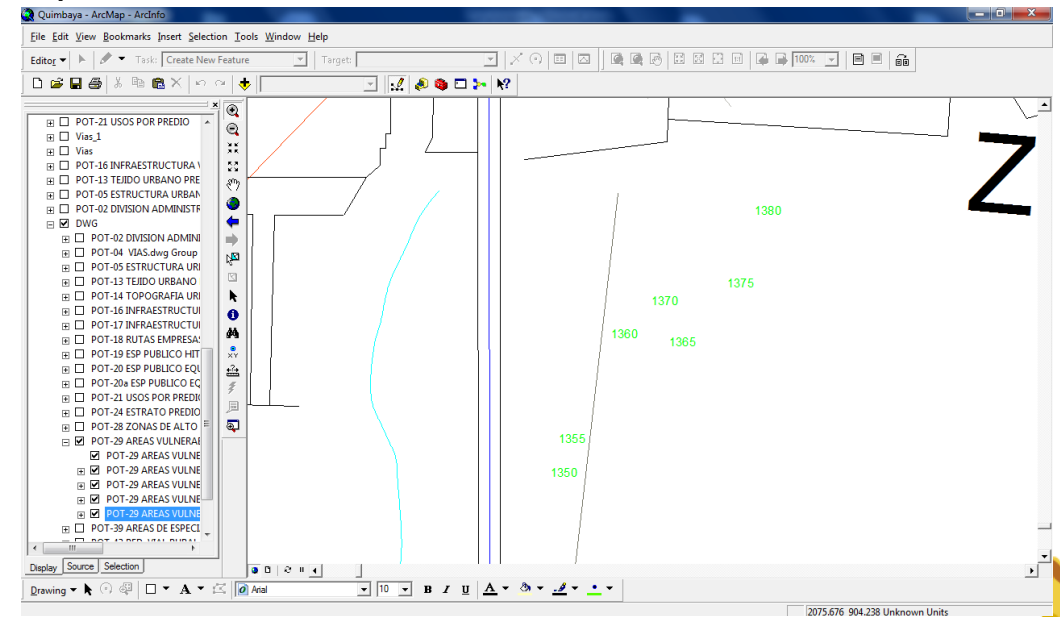 Quimbaya - ArcMap - ArcInfo
File Edit View Bookmarks Insert Selection Tools Window Help
Editor Task: Create New Feature Target: 100%
POT-21 USOS POR PREDIO
Vias_1
Vias
POT-16 INFRAESTRUCTURA
POT-13 TEJIDO URBANO PRE
POT-05 ESTRUCTURA URBAN
POT-02 DIVISION ADMINISTR
DWG
POT-02 DIVISION ADMINI
POT-04 VIAS.dwg Group
POT-05 ESTRUCTURA UR
POT-13 TEJIDO URBANO
POT-14 TOPOGRAFIA UR
POT-16 INFRAESTRUCTU
POT-17 INFRAESTRUCTU
POT-18 RUTAS EMPRESA
POT-19 ESP PUBLICO HIT
POT-20 ESP PUBLICO EQU
POT-20a ESP PUBLICO EQ
POT-21 USOS POR PREDI
POT-24 ESTRATO PREDIO
POT-28 ZONAS DE ALTO
POT-29 AREAS VULNERA
POT-29 AREAS VULNE
POT-29 AREAS VULNE
POT-29 AREAS VULNE
POT-29 AREAS VULNE
POT-29 AREAS VULNE
POT-39 AREAS DE ESPECI
Display Source Selection
XY
Z
1380
1375
1370
1360
1365
1355
1350
Drawing A Arial 10 B I U A
2075.676 904.238 Unknown Units